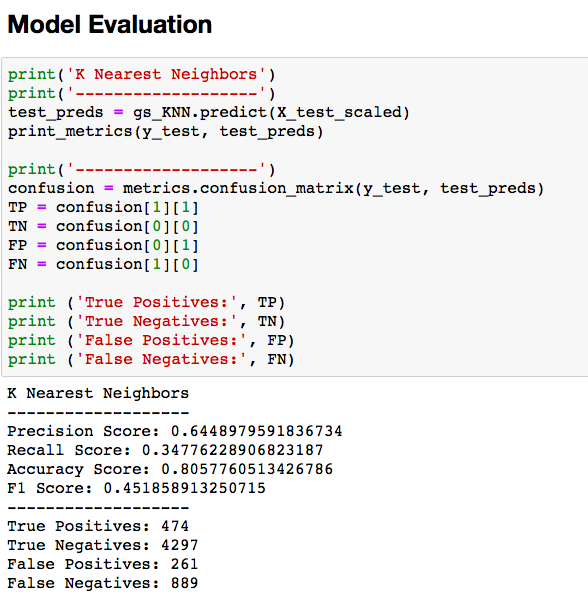 Model Evaluation
print('K Nearest Neighbors')
print('-------------------')
test_preds = gs_KNN.predict(X_test_scaled)
print_metrics(y_test, test_preds)
print('-------------------')
confusion = metrics.confusion_matrix(y_test, test_preds)
TP = confusion[1][1]
TN = confusion[0][0]
FP = confusion[0][1]
FN = confusion[1][0]
print ('True Positives:', TP)
print ('True Negatives:', TN)
print ('False Positives:', FP)
print ('False Negatives:', FN)
K Nearest Neighbors
-------------------
Precision Score: 0.6448979591836734
Recall Score: 0.34776228906823187
Accuracy Score: 0.8057760513426786
F1 Score: 0.451858913250715
-------------------
True Positives: 474
True Negatives: 4297
False Positives: 261
False Negatives: 889